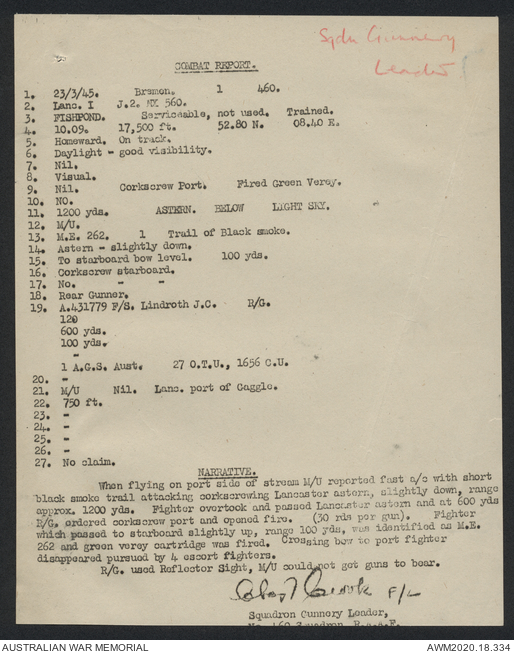 Sqdn Gunnery
Leader
COMBAT REPORT.
1. 23/3/45. Bremen. 1 460.
2. Lanc. I J.2. NX 560.
3. FISHPOND. Serviceable, not used. Trained.
4. 10.09. 17,500 ft. 52.80 N. 08.40 E.
5. Homeward. On track.
6. Daylight - good visibility.
7. Nil.
8. Visual.
9. Nil. Corkscrew Port. Fired Green Verey.
10. NO.
11. 1200 yds. ASTERN. BELOW LIGHT SKY.
12. M/U.
13. M.E. 262. 1 Trail of Black smoke.
14. Astern - slightly down.
15. To starboard bow level. 100 yds.
16. Corkscrew starboard.
17. No. " "
18. Rear Gunner.
19. A.431779 F/S. Lindroth J.C. R/G.
120
600 yds.
100 yds.
"
1 A.G.S. Aust. 27 O.T.U., 1656 C.U.
20. "
21. M/U Nil. Lanc. port of Gaggle.
22. 750 ft.
23. -
24. -
25. -
26. -
27. No claim.
NARRATIVE.
When flying on port side of stream M/U reported fast a/c with short
black smoke trail attacking corkscrewing Lancaster astern, slightly down, range
approx. 1200 yds. Fighter overtook and passed Lancaster astern and at 600 yds
R/G. ordered corkscrew port and opened fire. (30 rds per gun). Fighter
which passed to starboard slightly up, range 100 yds, was identified as M.E.
262 and green verey cartridge was fired. Crossing bow to port fighter
disappeared pursued by 4 escort fighters.
R/G. used Reflector Sight, M/U could not get guns to bear.
F/L
Squadron Gunnery Leader,
No. 460 Squadron, R.A.A.F.
AUSTRALIAN WAR MEMORIAL AWM2020.18.334